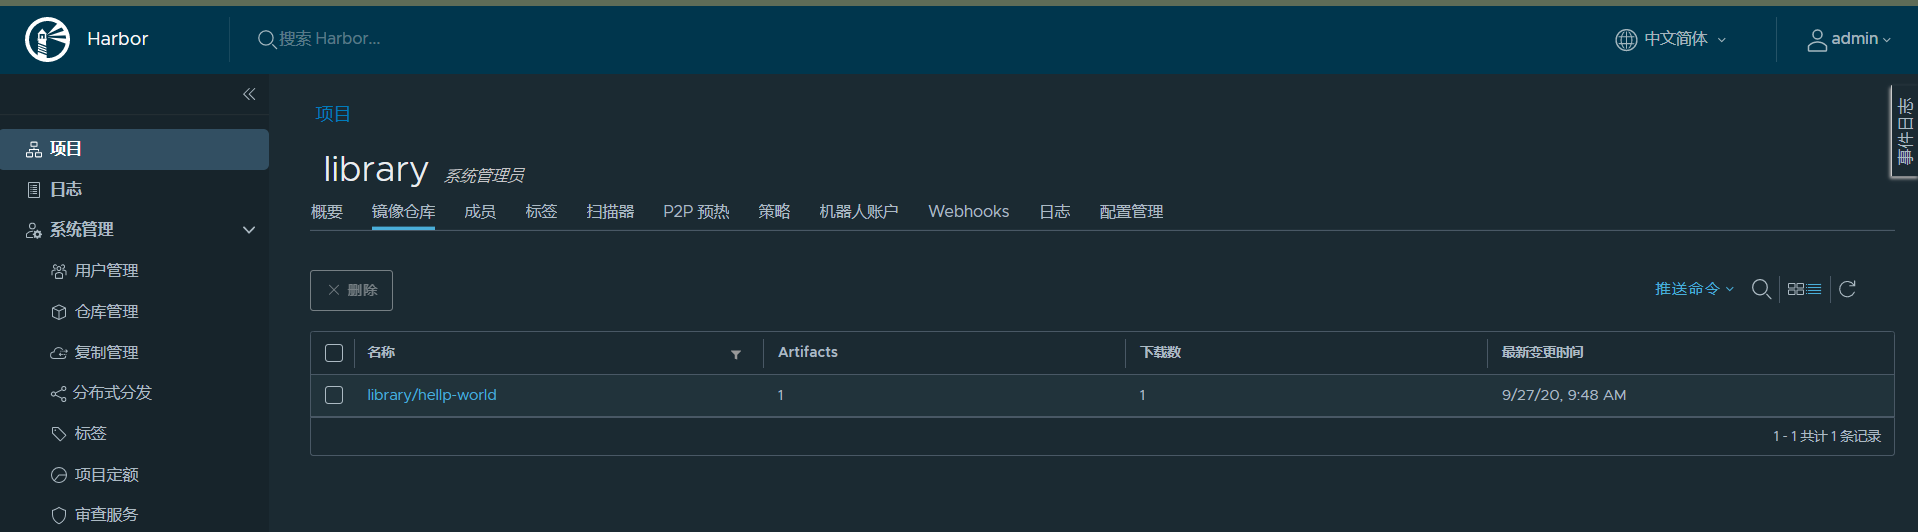 Harbor
搜索 Harbor...
中文简体
admin
项目
日志
系统管理
用户管理
仓库管理
复制管理
分布式分发
标签
项目定额
审查服务
项目
library 系统管理员
概要 镜像仓库 成员 标签 扫描器 P2P 预热 策略 机器人账户 Webhooks 日志 配置管理
删除
推送命令
名称 Artifacts 下载数 最新变更时间
library/hellp-world 1 1 9/27/20, 9:48 AM
1 - 1 共计 1 条记录
事件日志